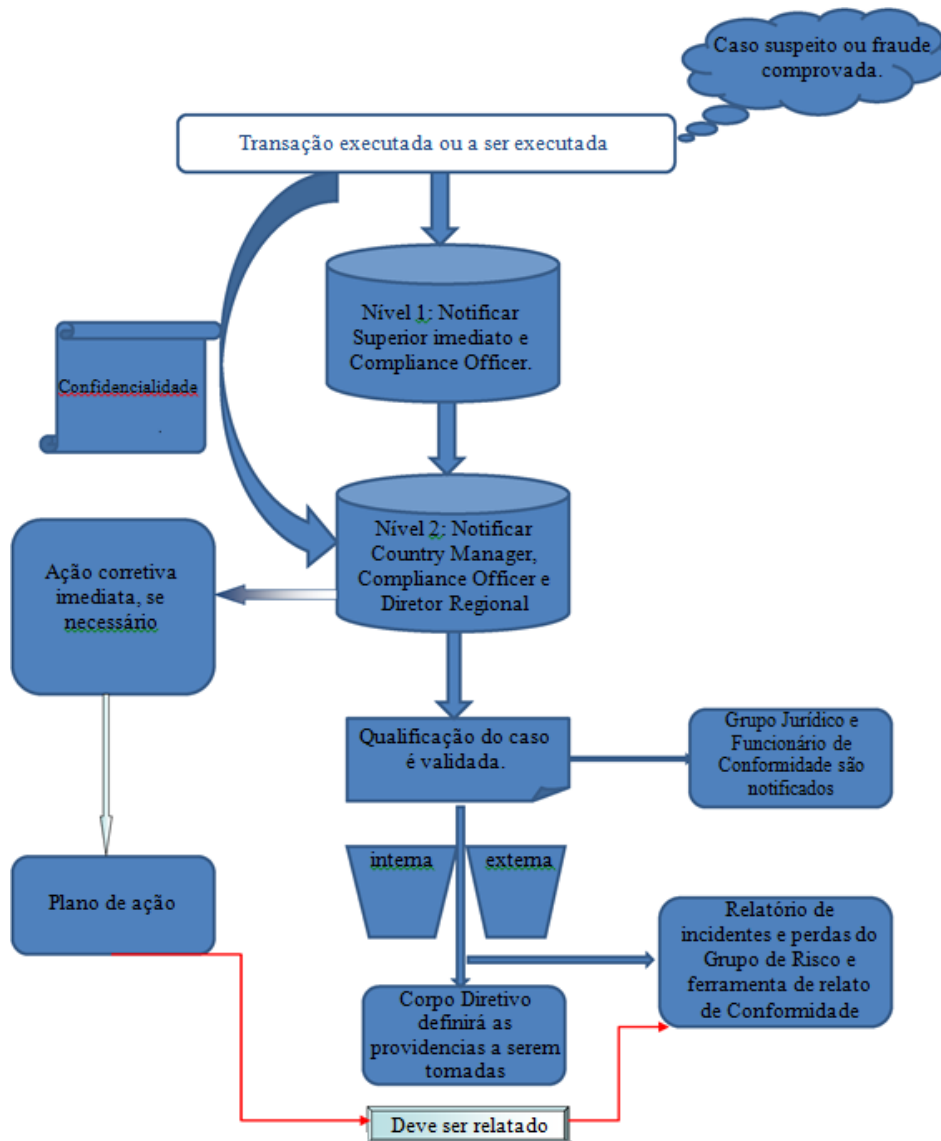 Caso suspeito ou fraude
comprovada.
Transação executada ou a ser executada
Nível 1: Notificar
Superior imediato e
Compliance Officer.
Confidencialidade
.
Nível 2: Notificar
Country Manager,
Compliance Officer e
Diretor Regional
Ação corretiva
imediata, se
necessário
Qualificação do caso
é validada.
Grupo Jurídico e
Funcionário de
Conformidade são
notificados
interna
externa
Plano de ação
Relatório de
incidentes e perdas do
Grupo de Risco e
ferramenta de relato
de Conformidade
Corpo Diretivo
definirá as
providencias a serem
tomadas
Deve ser relatado